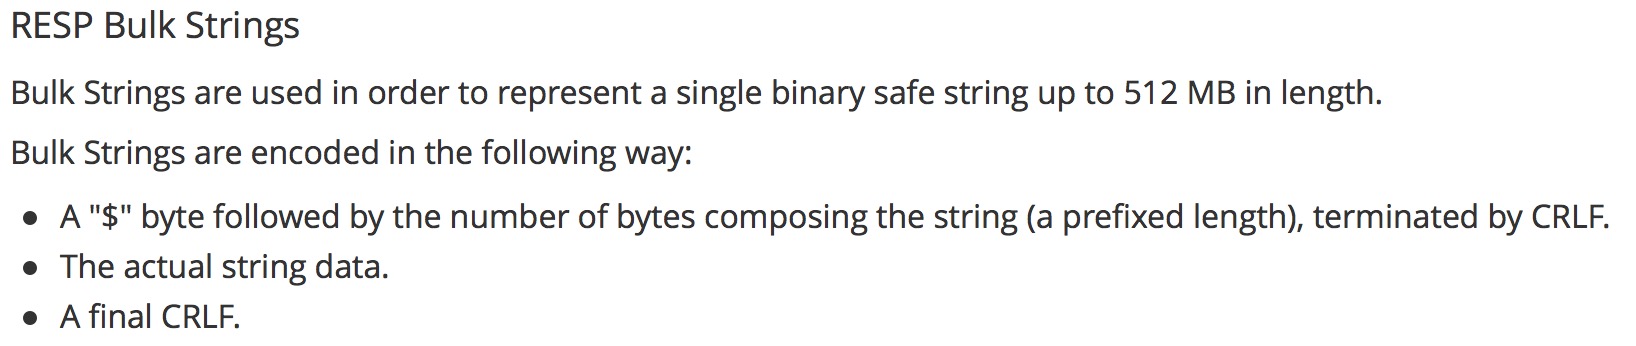 RESP Bulk Strings
Bulk Strings are used in order to represent a single binary safe string up to 512 MB in length.
Bulk Strings are encoded in the following way:
● A "$" byte followed by the number of bytes composing the string (a prefixed length), terminated by CRLF.
● The actual string data.
● A final CRLF.